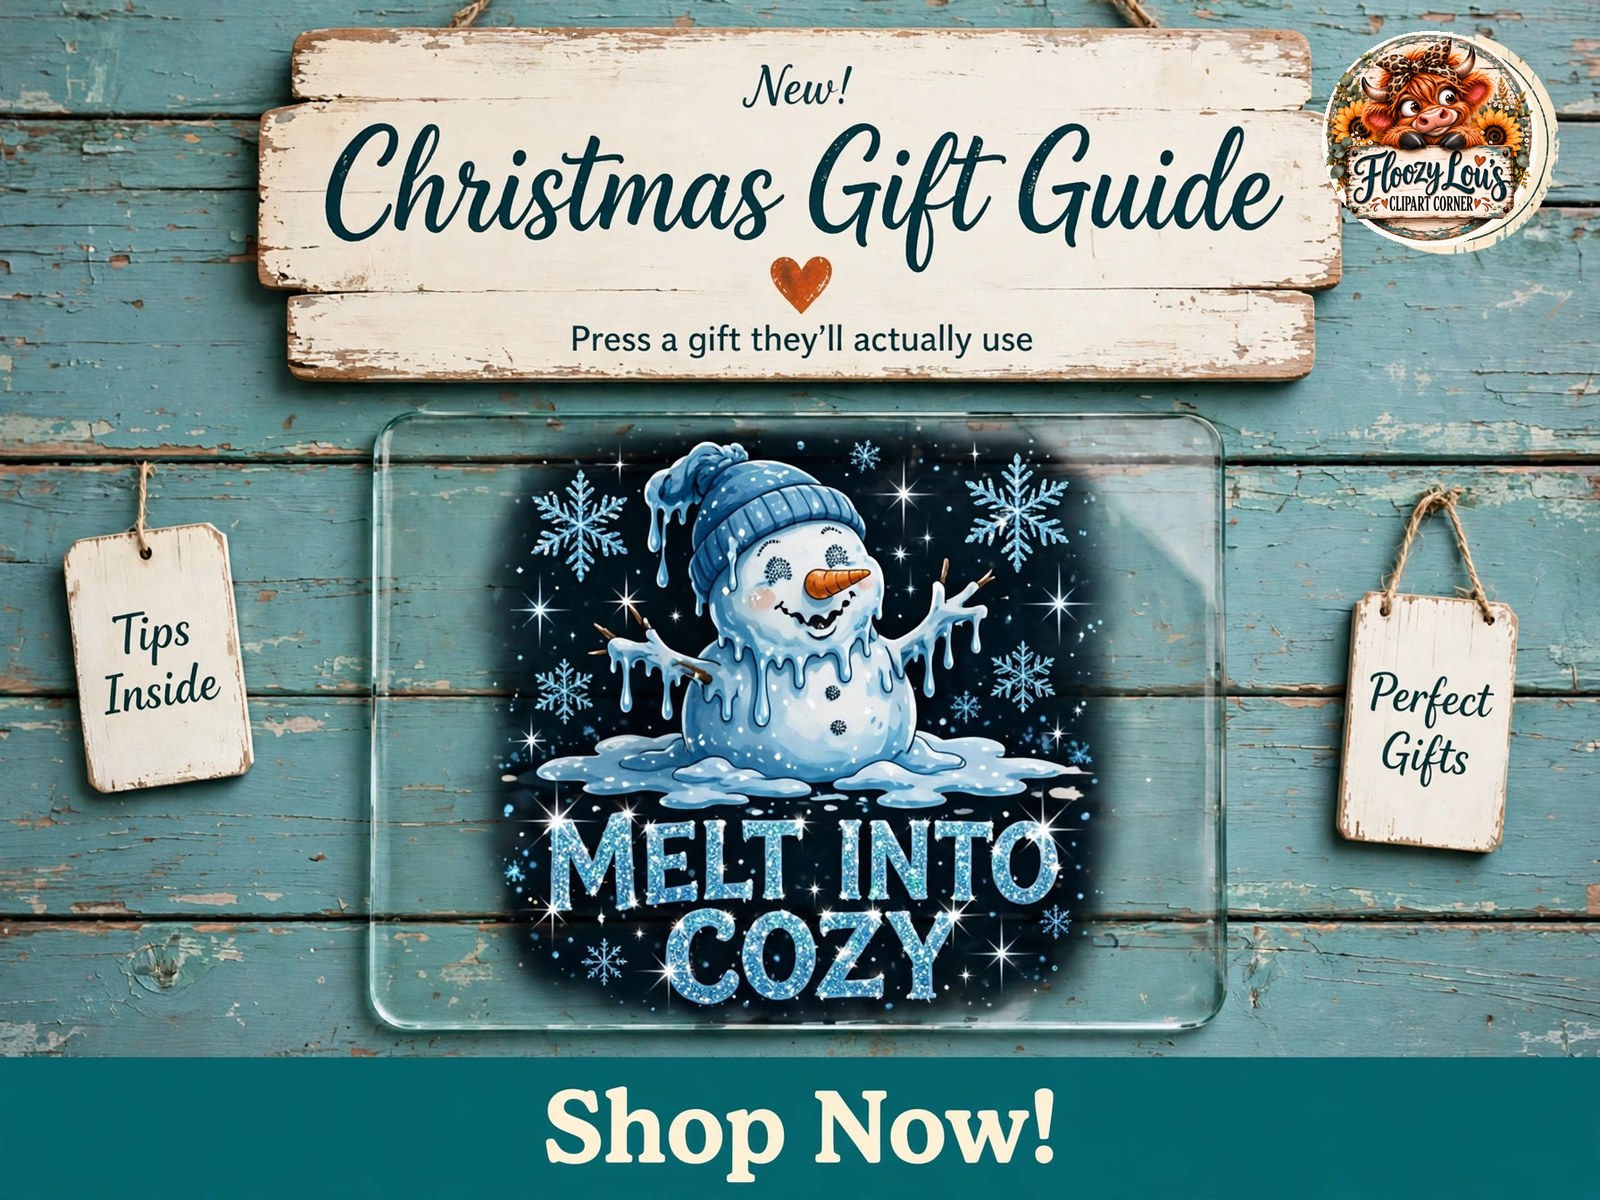 New!
Christmas Gift Guide
Floozy Lou's
CLIPART CORNER
Press a gift they'll actually use
Tips
Inside
Perfect
Gifts
MELT INTO
COZY
Shop Now!